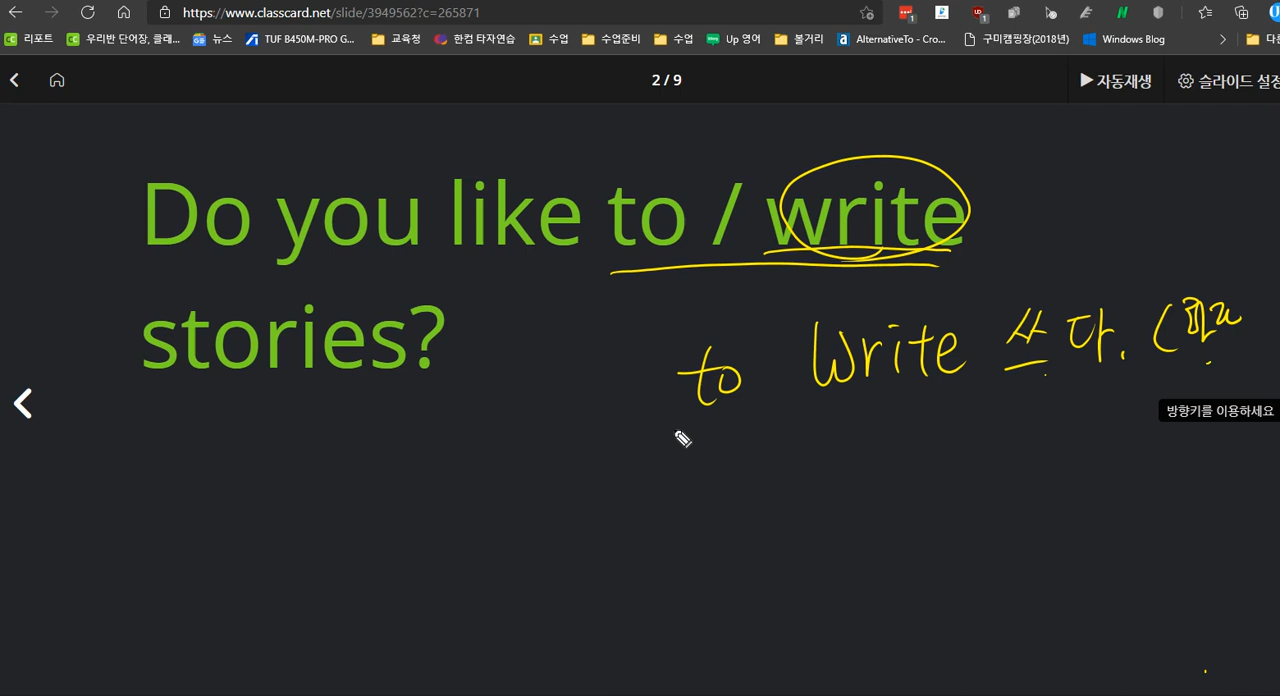 https://www.classcard.net/slide/3949562?c=265871
리포트 우리반 단어장, 클래... 뉴스 TUF B450M-PRO G... 교육청 한컴 타자연습 수업 수업준비 수업 Up 영어 볼거리 AlternativeTo - Cro... 구미캠핑장(2018년) Windows Blog 다른
2 / 9 자동재생 슬라이드 설정
Do you like to / write
stories?
to Write 쓰다. (
방향키를 이용하세요